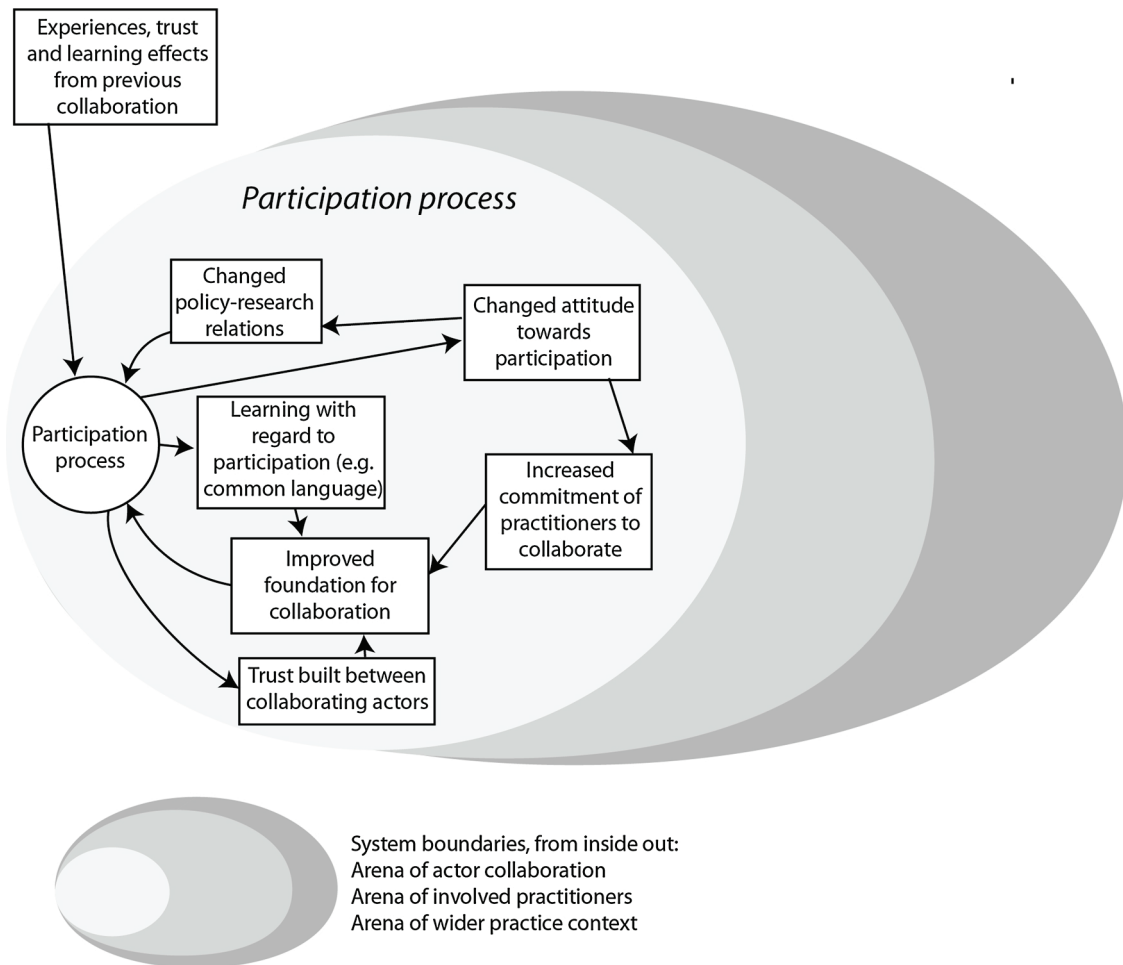 Experiences, trust
and learning effects
from previous
collaboration
Participation process
Changed
policy-research
relations
Changed attitude
towards
participation
Participation
process
Learning with
regard to
participation (e.g.
common language)
Increased
commitment of
practitioners to
collaborate
Improved
foundation for
collaboration
Trust built between
collaborating actors
System boundaries, from inside out:
Arena of actor collaboration
Arena of involved practitioners
Arena of wider practice context